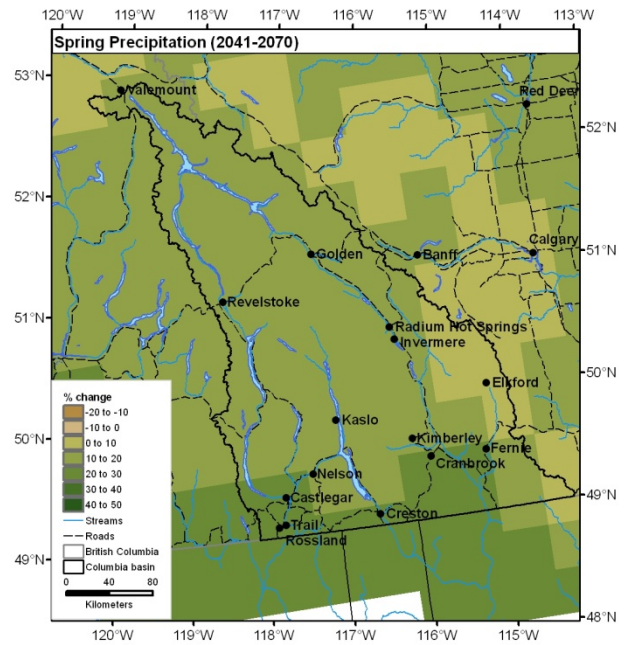 120°W 119°W 118°W 117°W 116°W 115°W 114°W 113°W
Spring Precipitation (2041-2070)
53°N
Valemount
Red Deer
52°N
52°N
Golden
Banff
Calgary
51°N
Revelstoke
51°N
Radium Hot Springs
Invermere
50°N
Elkford
Kaslo
50°N
Kimberley
Fernie
Cranbrook
Nelson
Castlegar
49°N
Creston
Trail
Rossland
49°N
48°N
% change
-20 to -10
-10 to 0
0 to 10
10 to 20
20 to 30
30 to 40
40 to 50
Streams
Roads
British Columbia
Columbia basin
0 40 80
Kilometers
120°W 119°W 118°W 117°W 116°W 115°W